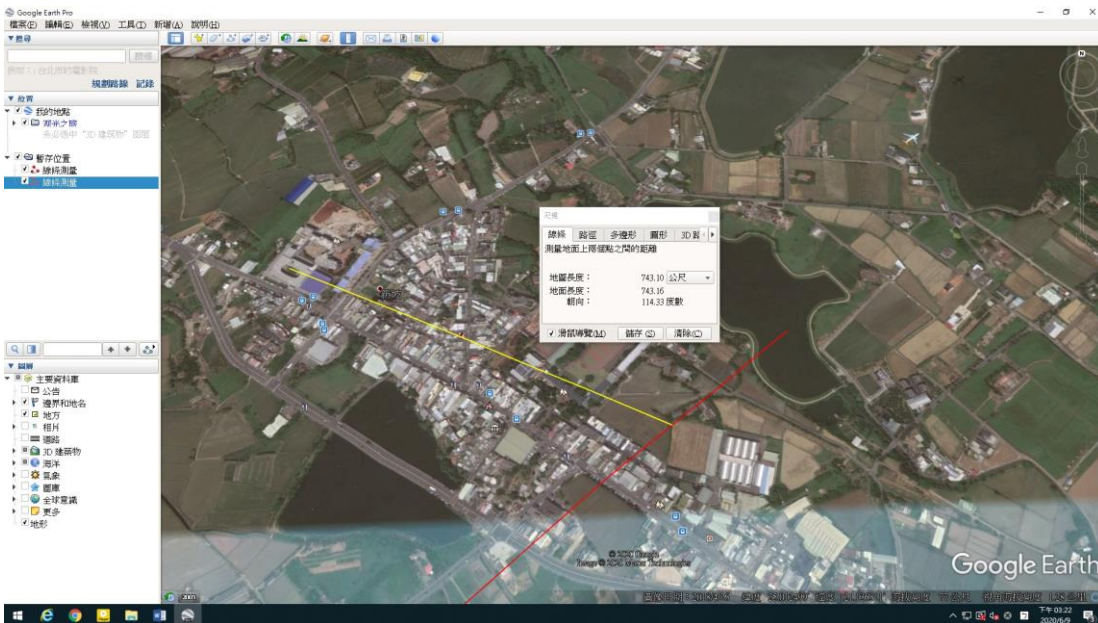 Google Earth Pro
檔案(F) 編輯(E) 檢視(V) 工具(T) 新增(A) 說明(H)
▼搜尋
搜尋
規劃路線 記錄
▼ 位置
我的地點
暫存位置
線條測量
線條測量
▼ 圖層
主要資料庫
公告
邊界和地名
地方
相片
道路
3D 建築物
海洋
氣象
圖庫
全球意識
更多
地形
尺規
線條 路徑 多邊形 圓形
測量地面上兩個點之間的距離
地圖長度： 743.10 公尺
地面長度： 743.16
朝向： 114.33 度數
滑鼠導覽(M) 儲存(S) 清除(C)
N
Google Earth
下午 03:22
2020/6/9